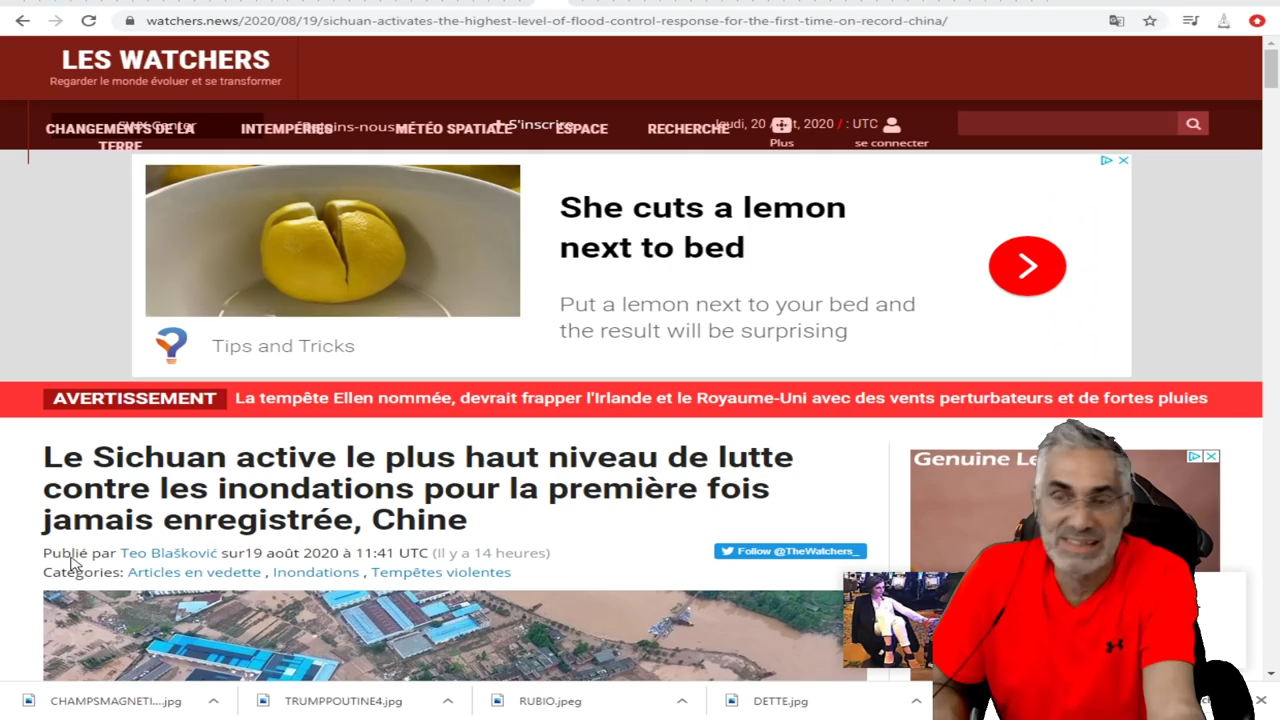 watchers.news/2020/08/19/sichuan-activates-the-highest-level-of-flood-control-response-for-the-first-time-on-record-china/
LES WATCHERS
Regarder le monde évoluer et se transformer
CHANGEMENTS DE LA TERRE
INTEMPÉRIES
MÉTÉO SPATIALE
S'inscrire
ESPACE
RECHERCHE
2020 / : UTC
Plus
se connecter
She cuts a lemon
next to bed
Put a lemon next to your bed and
the result will be surprising
Tips and Tricks
AVERTISSEMENT La tempête Ellen nommée, devrait frapper l'Irlande et le Royaume-Uni avec des vents perturbateurs et de fortes pluies
Le Sichuan active le plus haut niveau de lutte
contre les inondations pour la première fois
jamais enregistrée, Chine
Publié par Teo Blašković sur19 août 2020 à 11:41 UTC (Il y a 14 heures)
Follow @TheWatchers_
Catégories: Articles en vedette , Inondations , Tempêtes violentes
Genuine
CHAMPSMAGNETI....jpg
TRUMPPOUTINE4.jpg
RUBIO.jpeg
DETTE.jpg